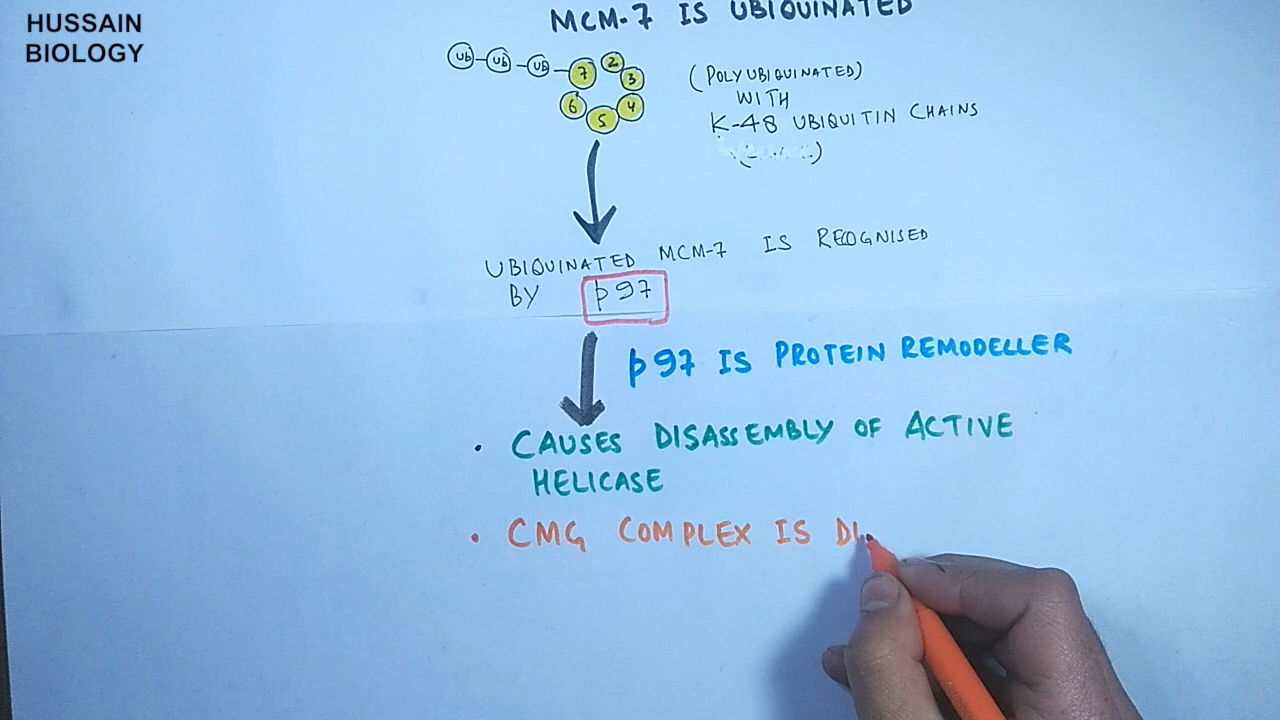 HUSSAIN
BIOLOGY
MCM-7 IS UBIQUINATED
Ub Ub Ub 7 2 3 4 5 6
(POLYUBIQUINATED)
WITH
K-48 UBIQUITIN CHAINS
UBIQUINATED MCM-7 IS RECOGNISED
BY p97
p97 IS PROTEIN REMODELLER
• CAUSES DISASSEMBLY OF ACTIVE
HELICASE
• CMG COMPLEX IS DI